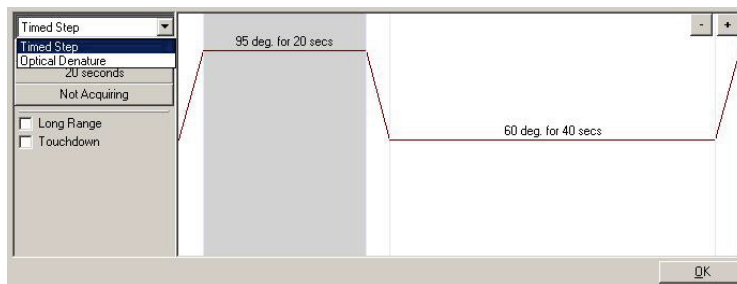 Timed Step
Timed Step
Optical Denature
20 seconds
Not Acquiring
Long Range
Touchdown
95 deg. for 20 secs
60 deg. for 40 secs
- +
OK